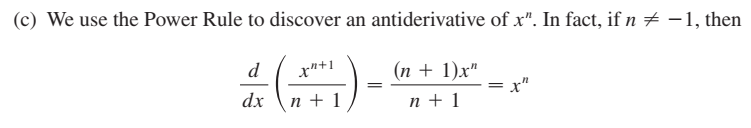 (c) We use the Power Rule to discover an antiderivative of xⁿ. In fact, if n ≠ −1, then
d/dx (xⁿ⁺¹/(n + 1)) = (n + 1)xⁿ/(n + 1) = xⁿ